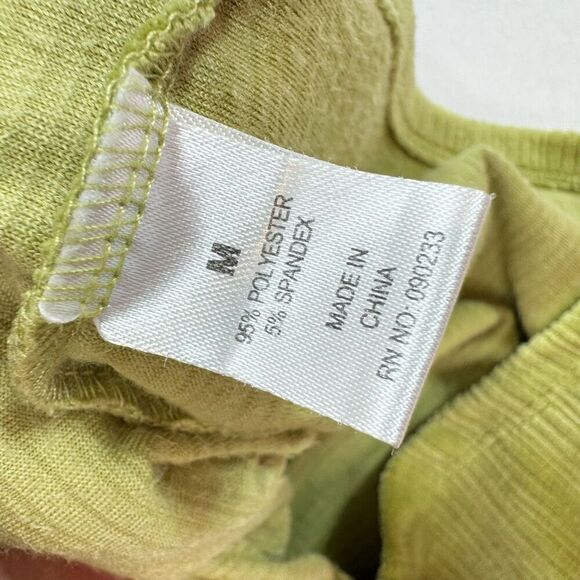 M
95% POLYESTER
5% SPANDEX
MADE IN
CHINA
RN NO: 090233